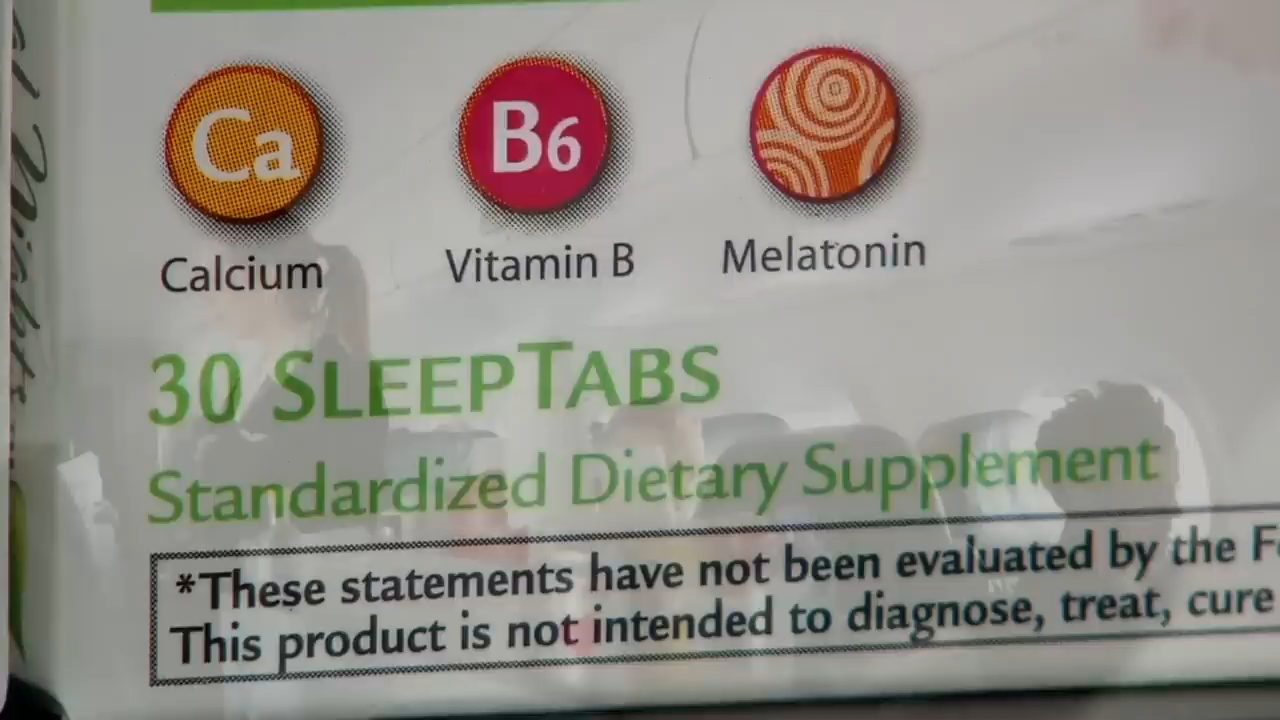 Ca
B6
Calcium
Vitamin B
Melatonin
30 SLEEPTABS
Standardized Dietary Supplement
*These statements have not been evaluated by the
This product is not intended to diagnose, treat, cure